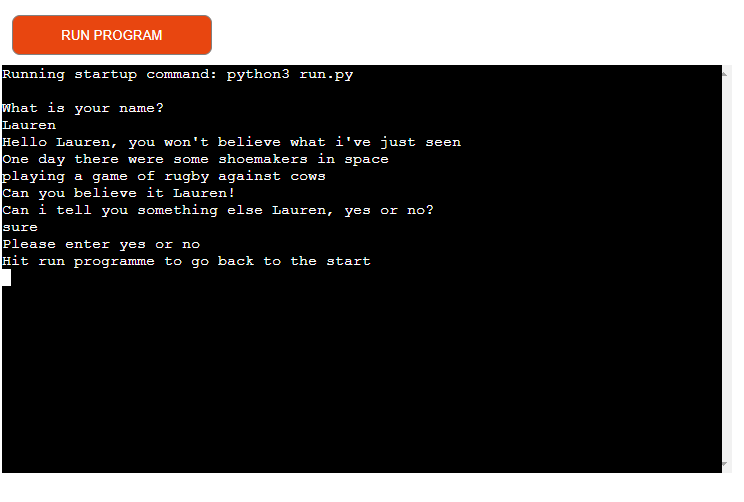 RUN PROGRAM
Running startup command: python3 run.py
What is your name?
Lauren
Hello Lauren, you won't believe what i've just seen
One day there were some shoemakers in space
playing a game of rugby against cows
Can you believe it Lauren!
Can i tell you something else Lauren, yes or no?
sure
Please enter yes or no
Hit run programme to go back to the start